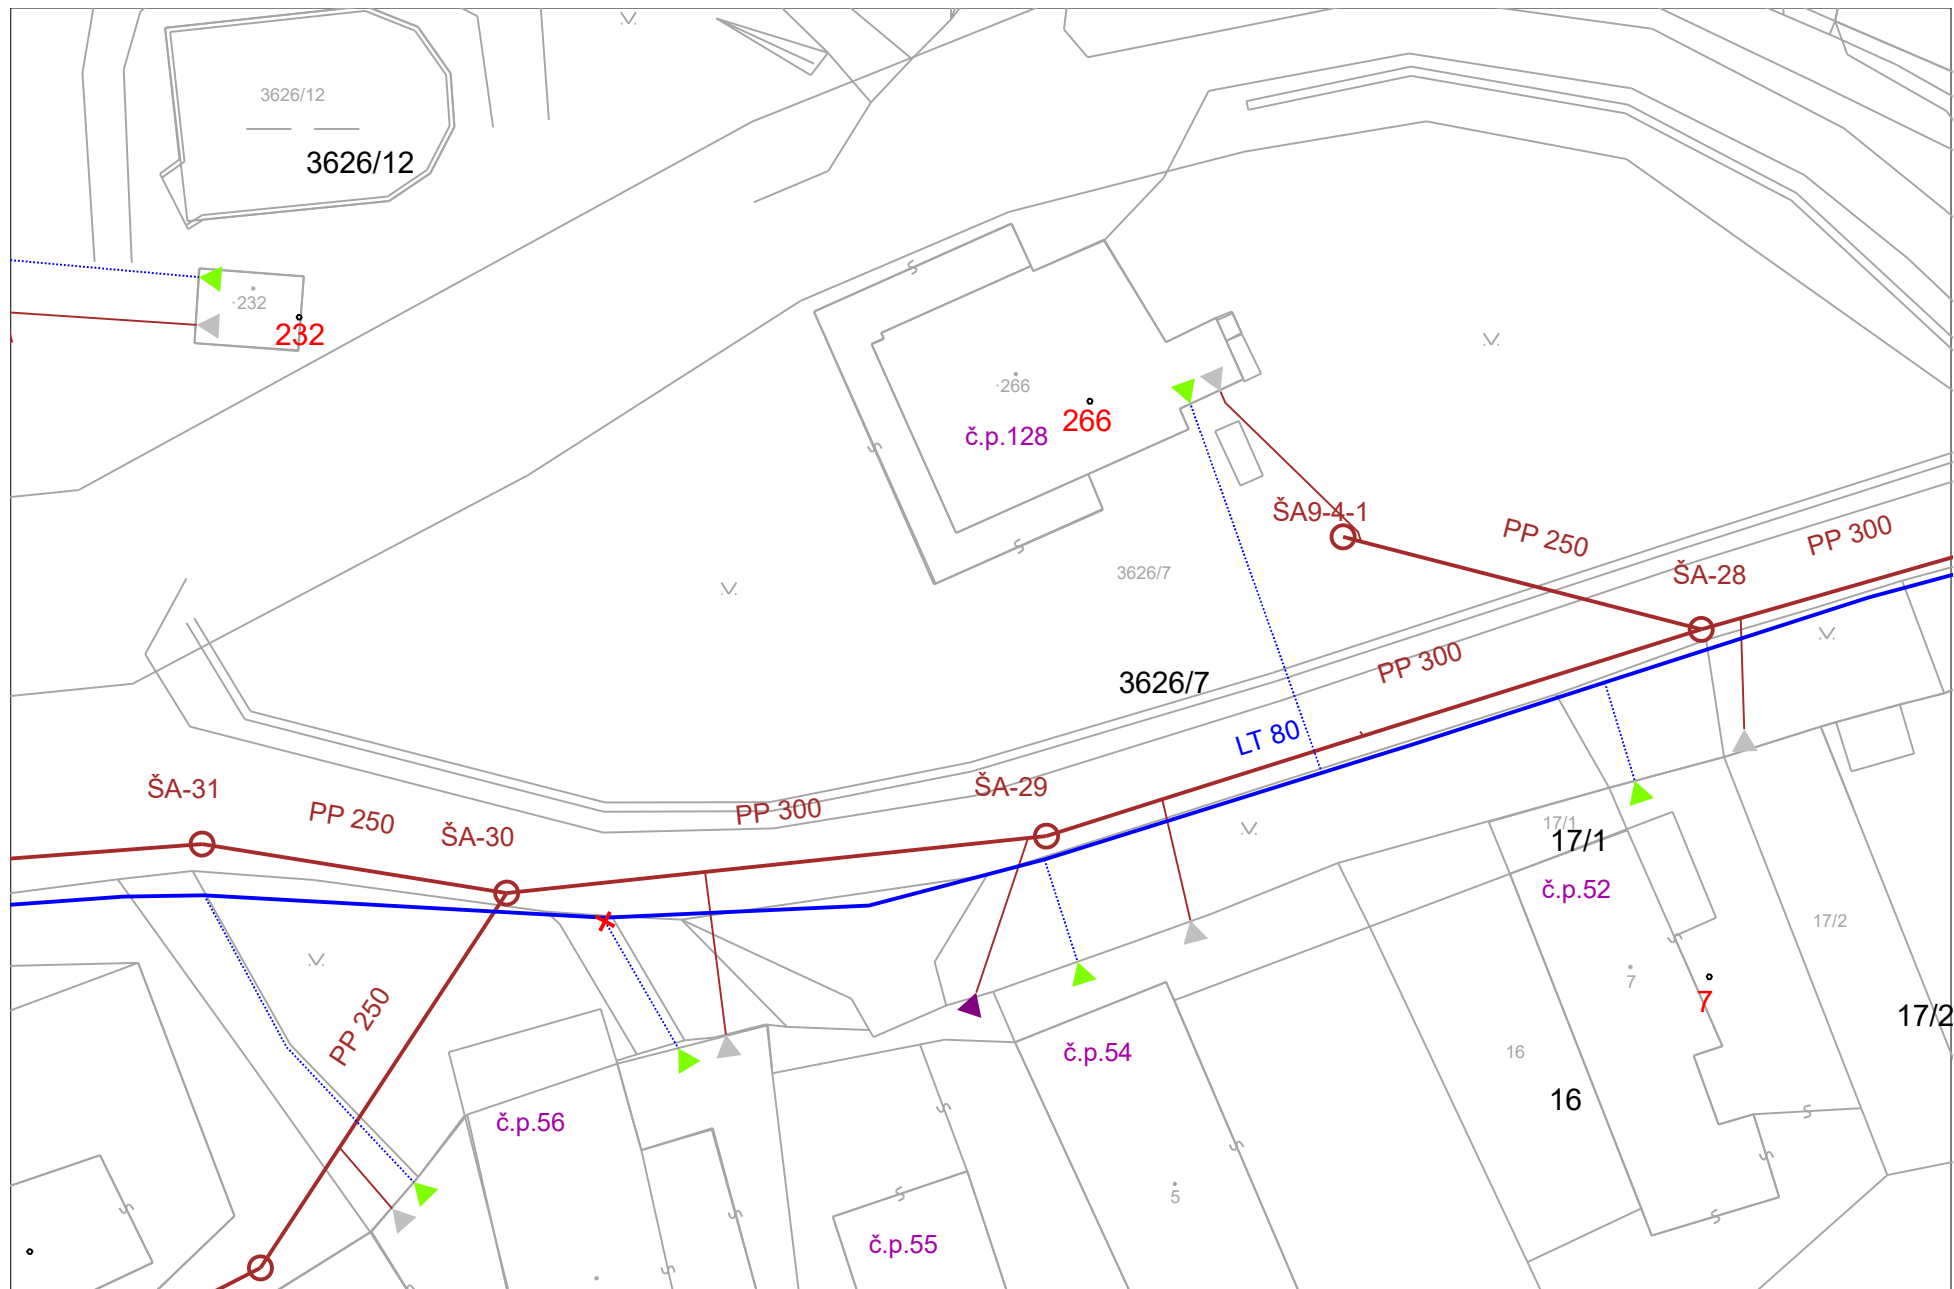 3626/12
3626/12
·232
232
·266
266
č.p.128
ŠA9-4-1
PP 250
PP 300
ŠA-28
3626/7
3626/7
PP 300
LT 80
ŠA-31
PP 250
ŠA-30
PP 300
ŠA-29
17/1
17/1
č.p.52
17/2
7
7
17/2
PP 250
č.p.54
16
16
č.p.56
5
č.p.55